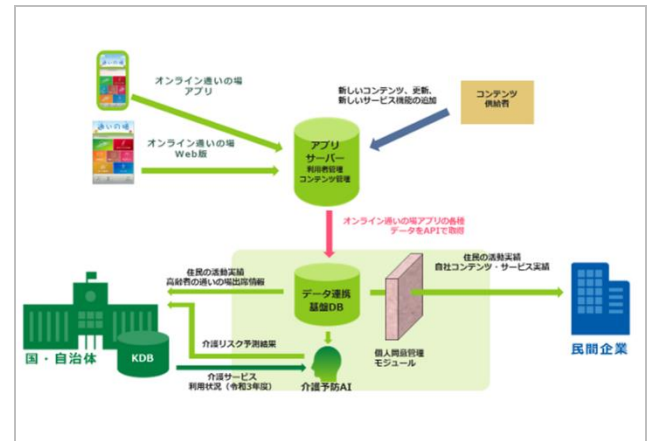 オンライン通いの場
アプリ
新しいコンテンツ、更新、
新しいサービス機能の追加
コンテンツ
供給者
通いの場
オンライン通いの場
Web版
アプリ
サーバー
利用者管理
コンテンツ管理
オンライン通いの場アプリの各種
データをAPIで取得
住民の活動実績
高齢者の通いの場出席情報
データ連携
基盤DB
住民の活動実績
自社コンテンツ・サービス実績
介護リスク予測結果
個人同意管理
モジュール
民間企業
国・自治体
KDB
介護サービス
利用状況（令和3年度）
介護予防AI